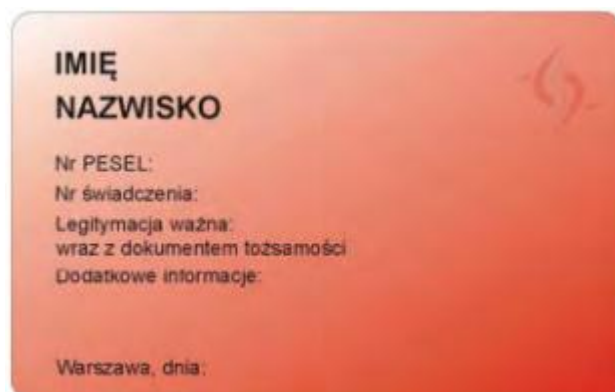 IMIĘ
NAZWISKO
Nr PESEL:
Nr świadczenia:
Legitymacja ważna:
wraz z dokumentem tożsamości
Dodatkowe informacje:
Warszawa, dnia: